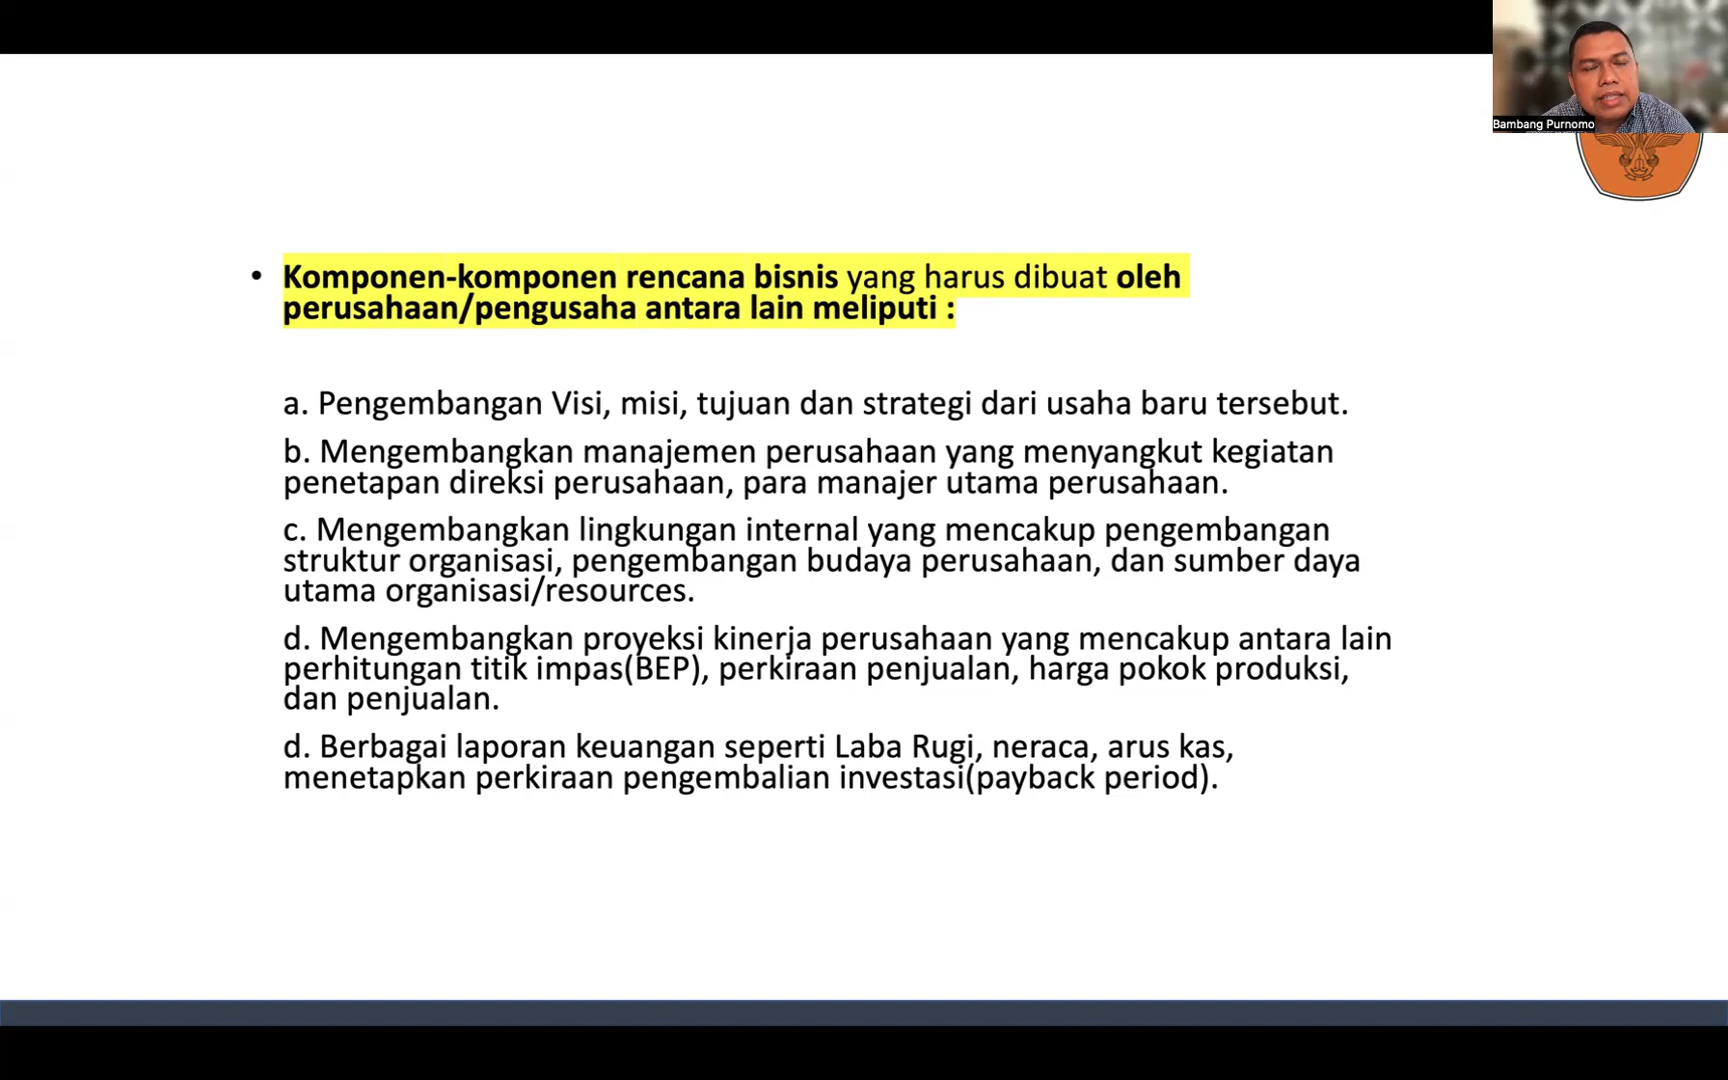 Bambang Purnomo
• Komponen-komponen rencana bisnis yang harus dibuat oleh
perusahaan/pengusaha antara lain meliputi :
a. Pengembangan Visi, misi, tujuan dan strategi dari usaha baru tersebut.
b. Mengembangkan manajemen perusahaan yang menyangkut kegiatan
penetapan direksi perusahaan, para manajer utama perusahaan.
c. Mengembangkan lingkungan internal yang mencakup pengembangan
struktur organisasi, pengembangan budaya perusahaan, dan sumber daya
utama organisasi/resources.
d. Mengembangkan proyeksi kinerja perusahaan yang mencakup antara lain
perhitungan titik impas(BEP), perkiraan penjualan, harga pokok produksi,
dan penjualan.
d. Berbagai laporan keuangan seperti Laba Rugi, neraca, arus kas,
menetapkan perkiraan pengembalian investasi(payback period).